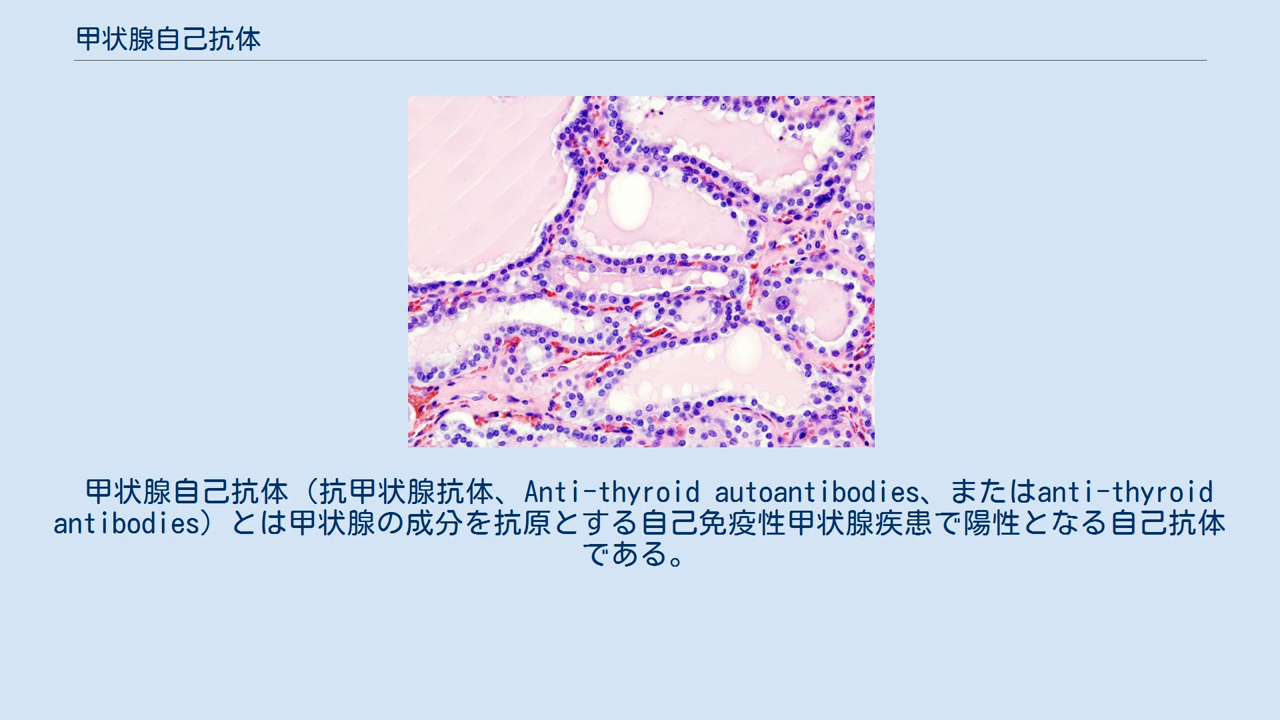 甲状腺自己抗体
甲状腺自己抗体（抗甲状腺抗体、Anti-thyroid autoantibodies、またはanti-thyroid
antibodies）とは甲状腺の成分を抗原とする自己免疫性甲状腺疾患で陽性となる自己抗体
である。